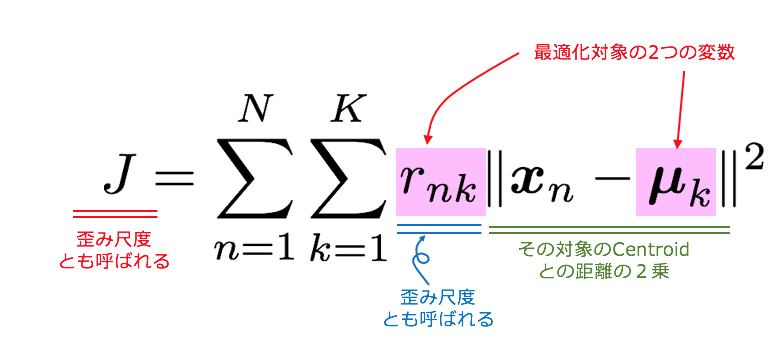 最適化対象の2つの変数
J = \sum_{n=1}^{N} \sum_{k=1}^{K} r_{nk} \|x_n - μ_k\|^2
歪み尺度
とも呼ばれる
その対象のCentroid
との距離の2乗
歪み尺度
とも呼ばれる